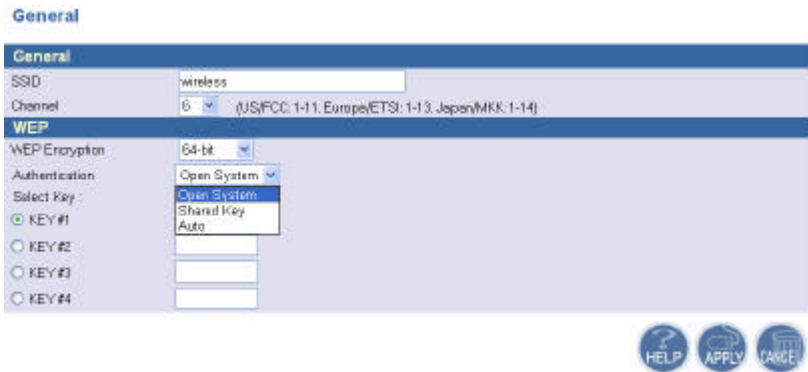 General
General
SSID wireless
Channel 6 (US/FCC: 1-11, Europe/ETSI: 1-13, Japan/MKK: 1-14)
WEP
WEP Encryption 64-bit
Authentication Open System
Select Key : Open System
Shared Key
KEY #1 Auto
KEY #2
KEY #3
KEY #4
HELP APPLY CANCEL